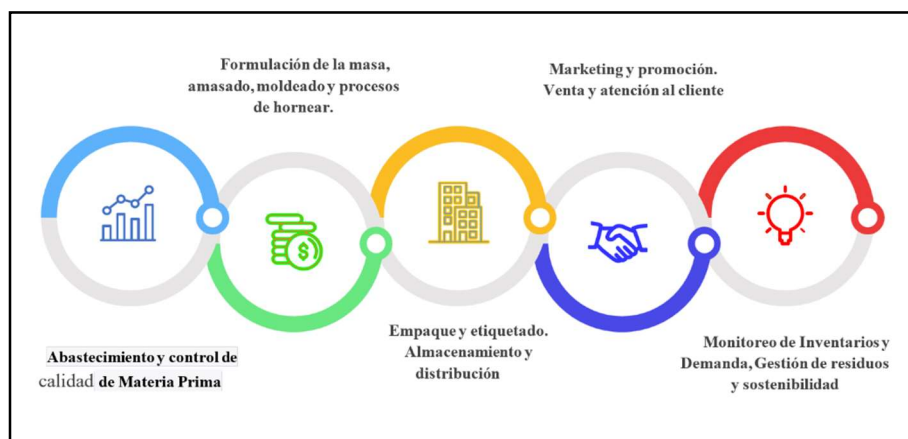 Formulación de la masa,
amasado, moldeado y procesos
de hornear.
Marketing y promoción.
Venta y atención al cliente
$
Abastecimiento y control de
calidad de Materia Prima
Empaque y etiquetado.
Almacenamiento y
distribución
Monitoreo de Inventarios y
Demanda, Gestión de residuos
y sostenibilidad